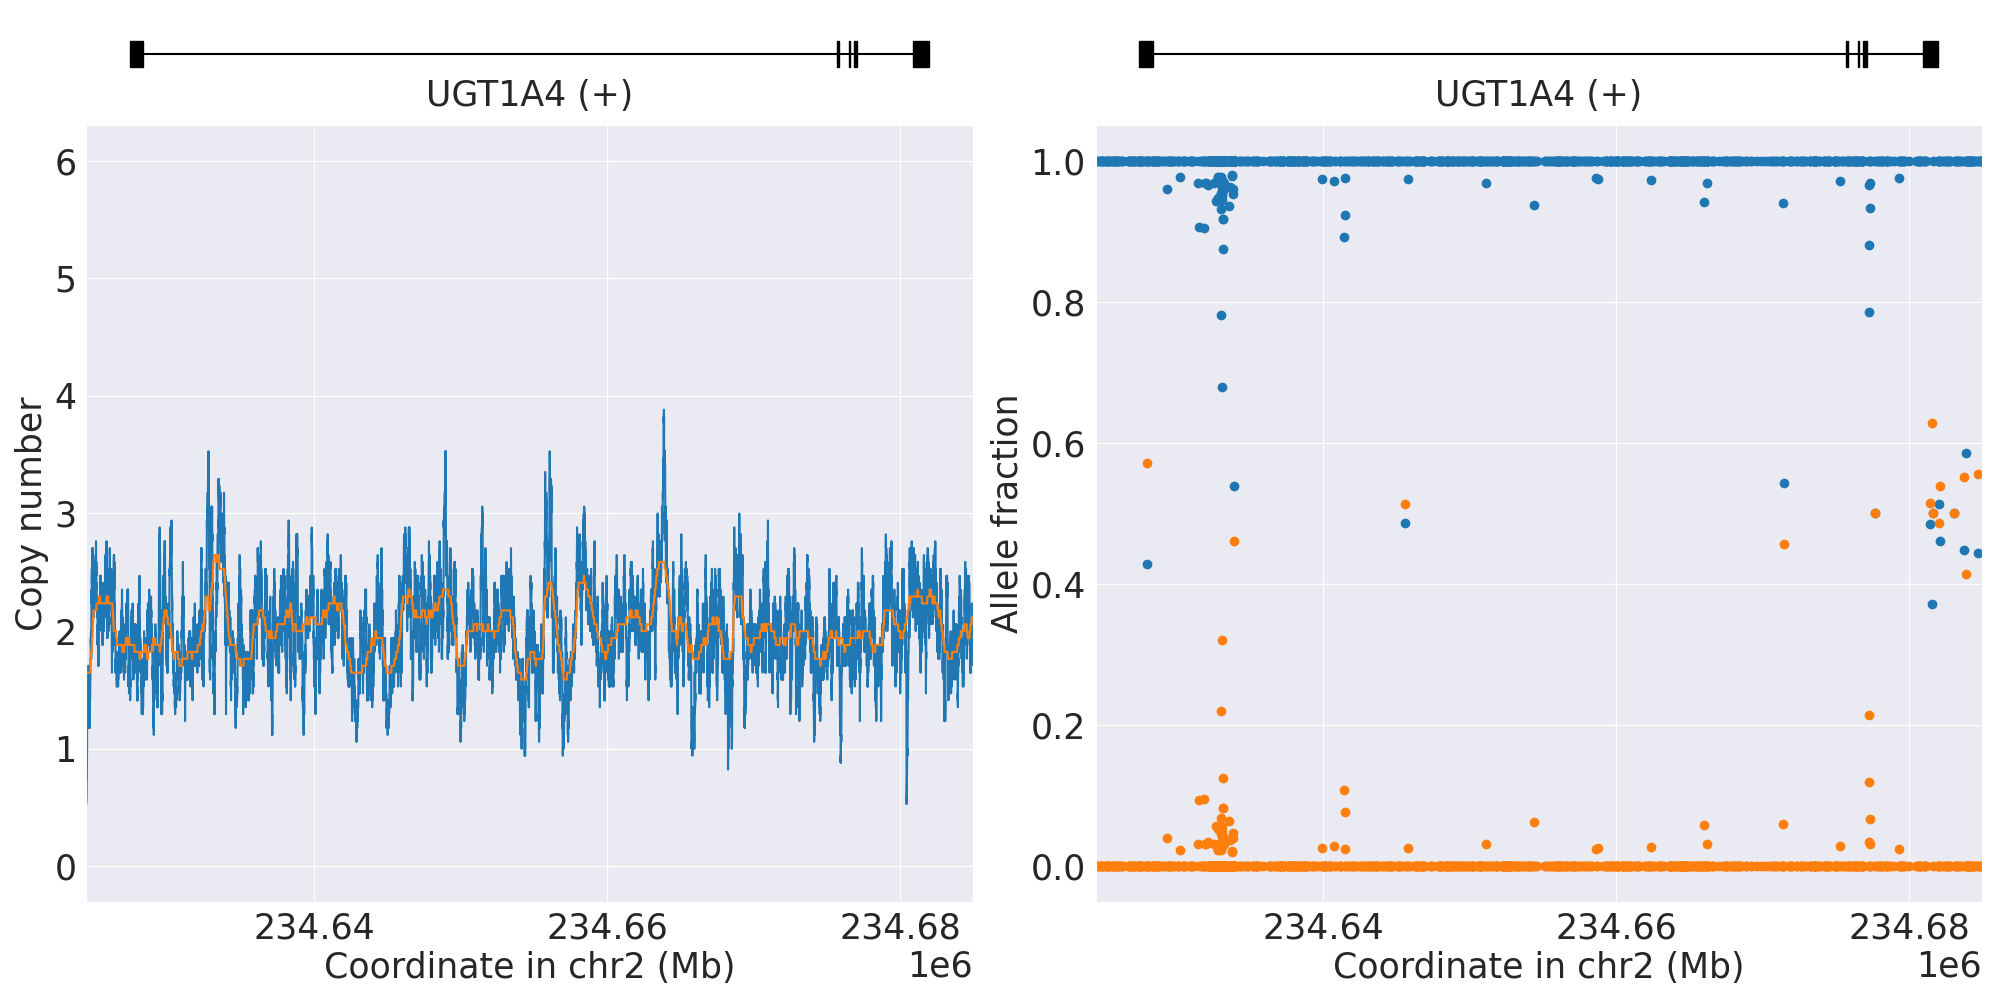 UGT1A4 (+)
6
5
4
3
2
1
0
Copy number
234.64 234.66 234.68
1e6
Coordinate in chr2 (Mb)
UGT1A4 (+)
1.0
0.8
0.6
0.4
0.2
0.0
Allele fraction
234.64 234.66 234.68
1e6
Coordinate in chr2 (Mb)